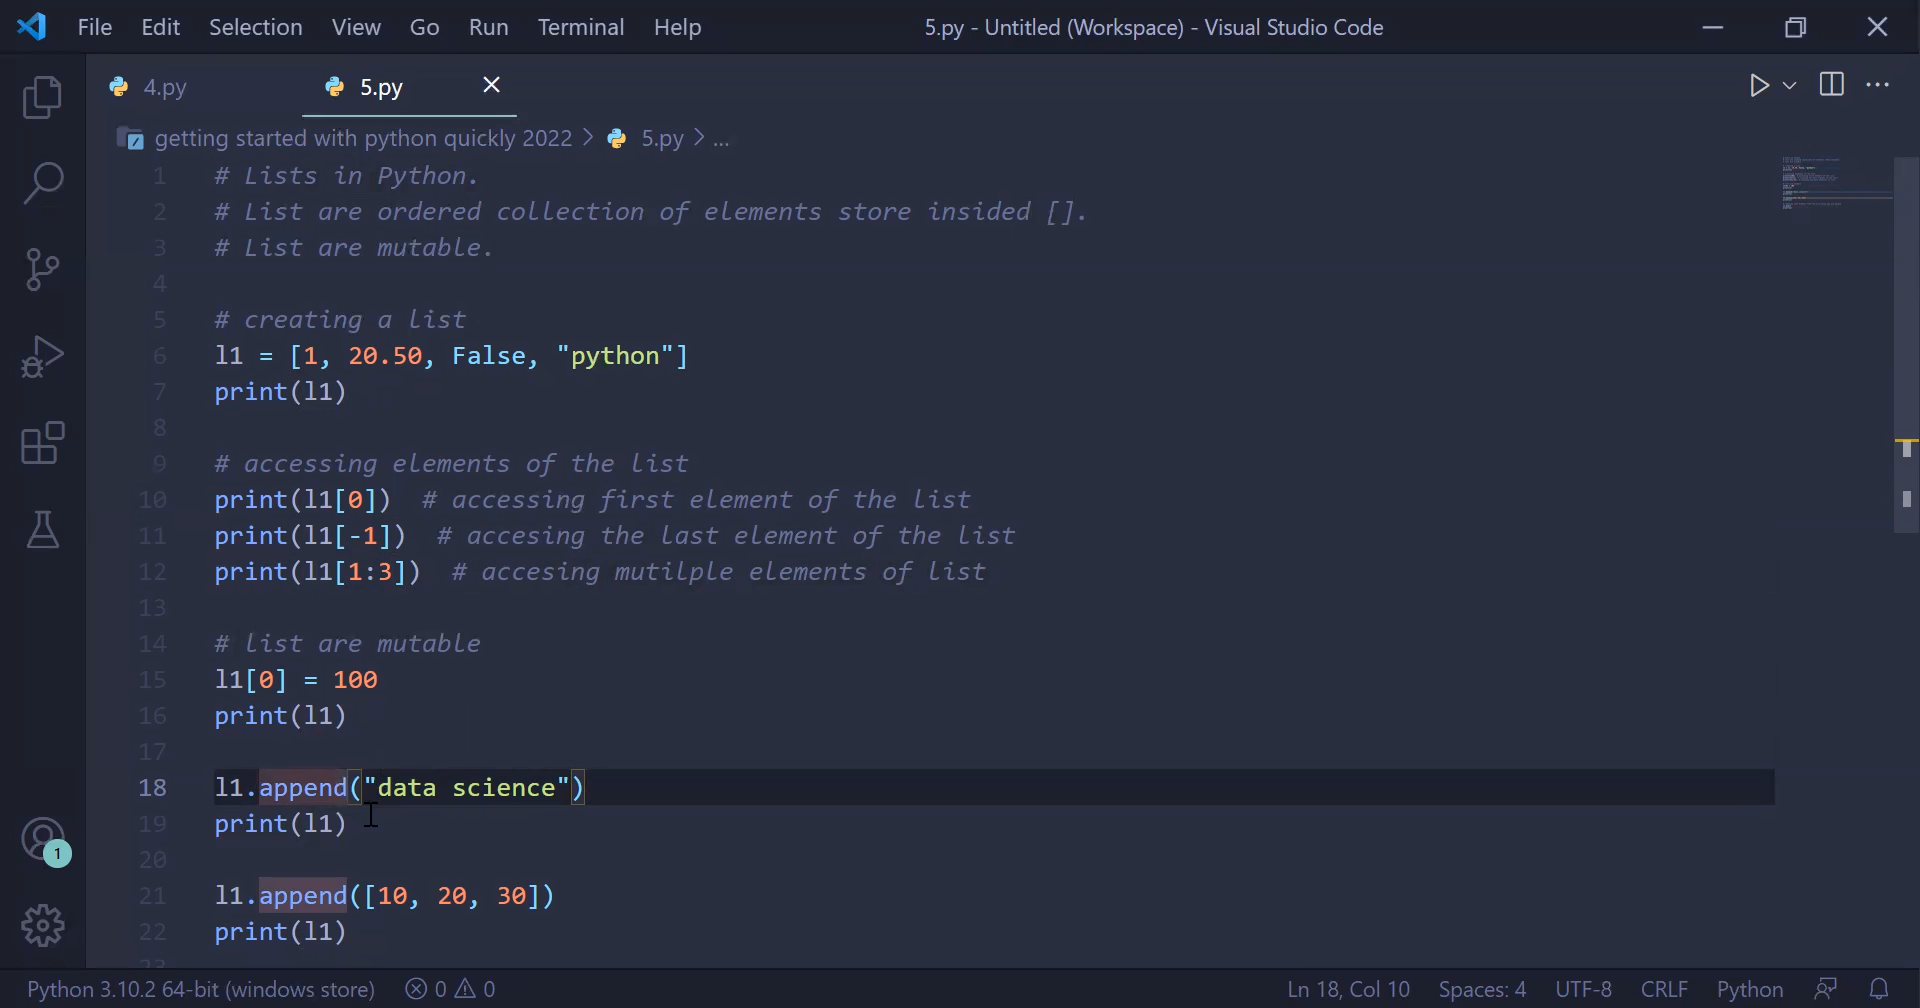 File Edit Selection View Go Run Terminal Help 5.py - Untitled (Workspace) - Visual Studio Code
4.py 5.py
getting started with python quickly 2022 > 5.py > ...
1 # Lists in Python.
2 # List are ordered collection of elements store insided [].
3 # List are mutable.
4
5 # creating a list
6 l1 = [1, 20.50, False, "python"]
7 print(l1)
8
9 # accessing elements of the list
10 print(l1[0]) # accessing first element of the list
11 print(l1[-1]) # accesing the last element of the list
12 print(l1[1:3]) # accesing mutilple elements of list
13
14 # list are mutable
15 l1[0] = 100
16 print(l1)
17
18 l1.append("data science")
19 print(l1)
20
21 l1.append([10, 20, 30])
22 print(l1)
23
1
Python 3.10.2 64-bit (windows store) 0 0 Ln 18, Col 10 Spaces: 4 UTF-8 CRLF Python